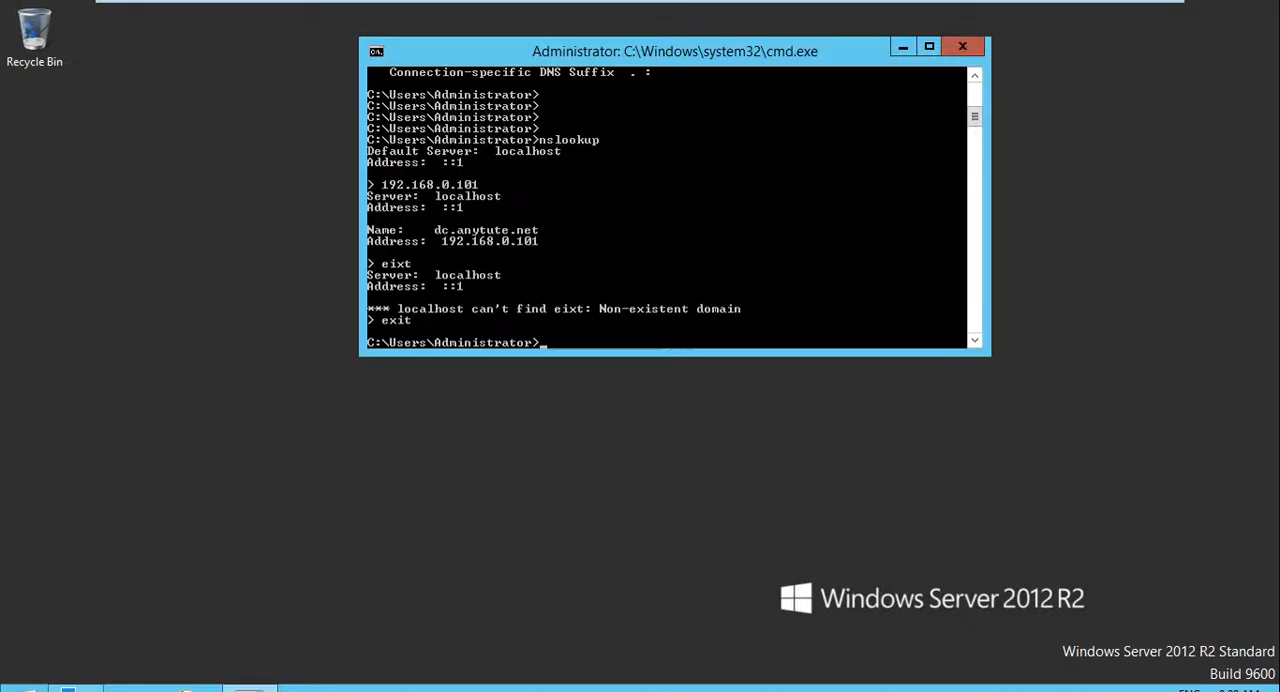 Recycle Bin
Administrator: C:\Windows\system32\cmd.exe
Connection-specific DNS Suffix  . :
C:\Users\Administrator>
C:\Users\Administrator>
C:\Users\Administrator>
C:\Users\Administrator>
C:\Users\Administrator>nslookup
Default Server:  localhost
Address:  ::1
> 192.168.0.101
Server:  localhost
Address:  ::1
Name:    dc.anytute.net
Address:  192.168.0.101
> eixt
Server:  localhost
Address:  ::1
*** localhost can't find eixt: Non-existent domain
> exit
C:\Users\Administrator>
Windows Server 2012 R2
Windows Server 2012 R2 Standard
Build 9600